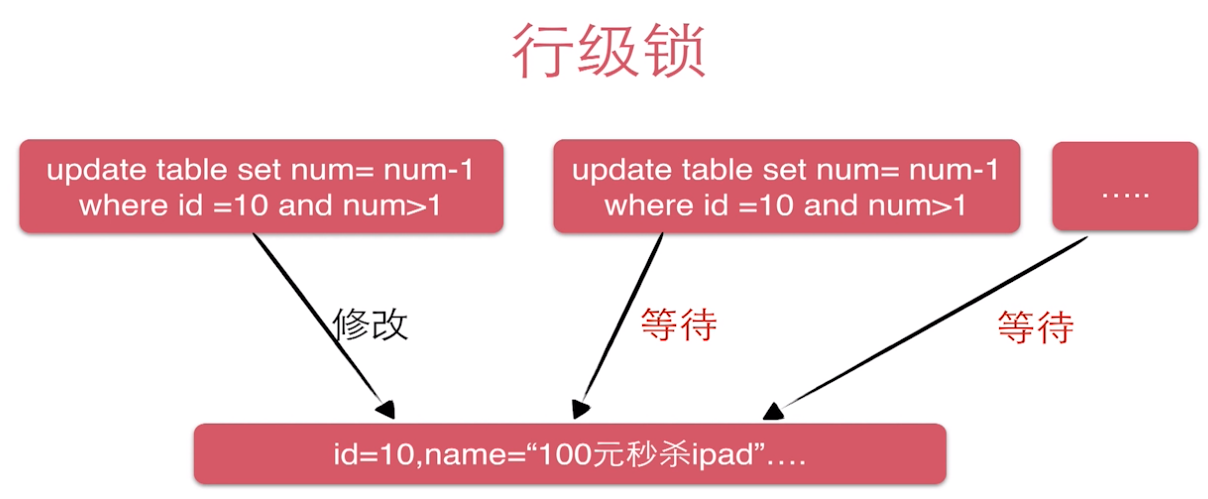 行级锁
update table set num= num-1
where id =10 and num>1
update table set num= num-1
where id =10 and num>1
.....
修改
等待
等待
id=10,name=“100元秒杀ipad”....